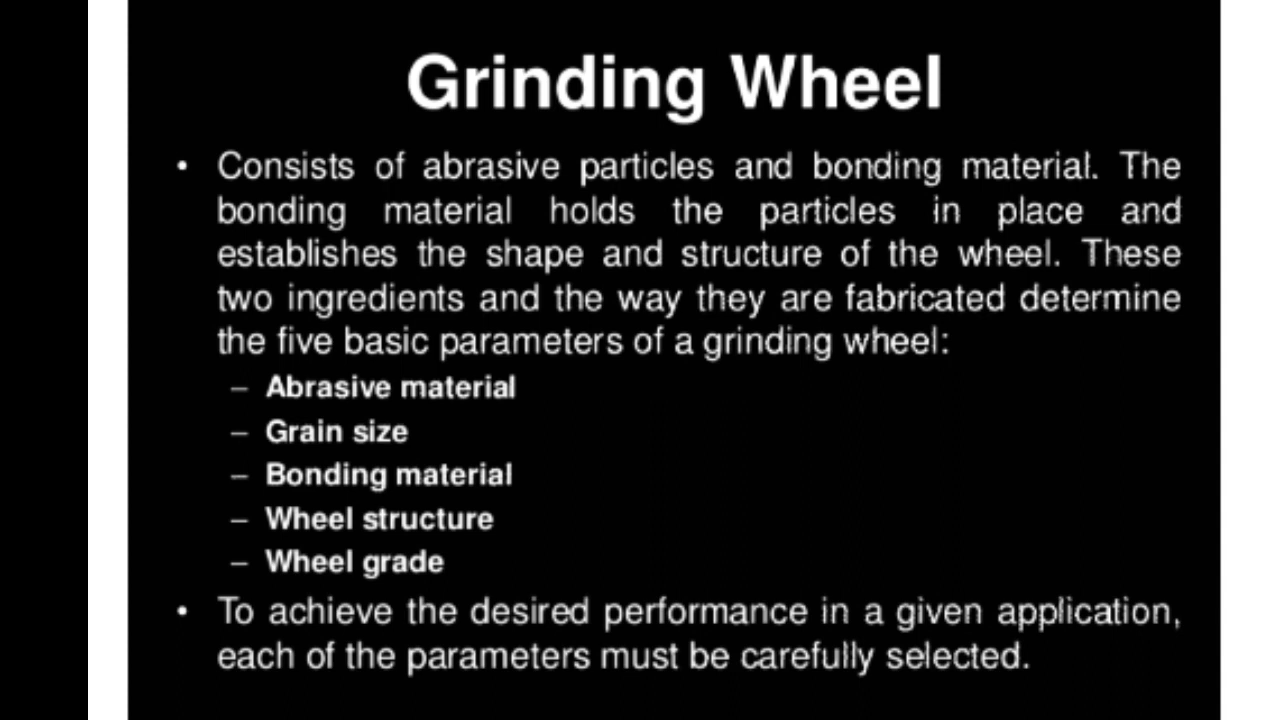 Grinding Wheel
• Consists of abrasive particles and bonding material. The
bonding material holds the particles in place and
establishes the shape and structure of the wheel. These
two ingredients and the way they are fabricated determine
the five basic parameters of a grinding wheel:
– Abrasive material
– Grain size
– Bonding material
– Wheel structure
– Wheel grade
• To achieve the desired performance in a given application,
each of the parameters must be carefully selected.